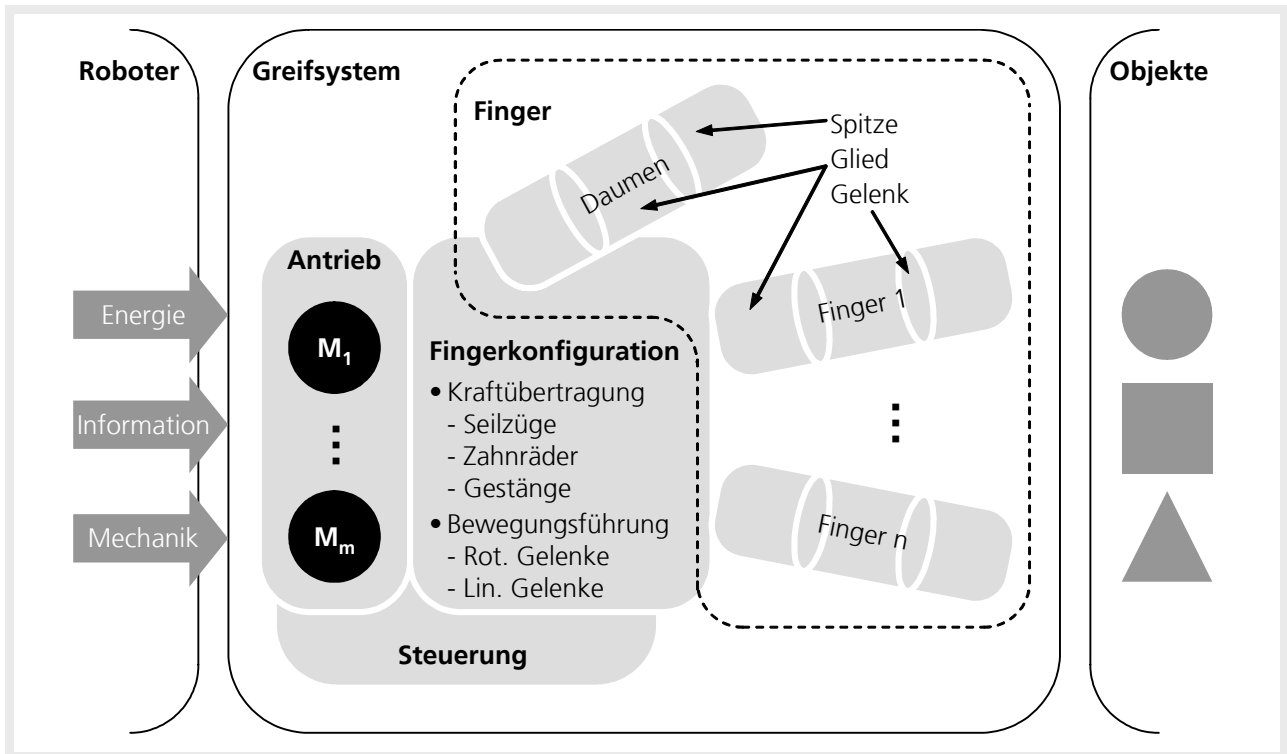 Roboter
Energie
Information
Mechanik
Greifsystem
Antrieb
M1
Mm
Fingerkonfiguration
• Kraftübertragung
- Seilzüge
- Zahnräder
- Gestänge
• Bewegungsführung
- Rot. Gelenke
- Lin. Gelenke
Steuerung
Finger
Daumen
Spitze
Glied
Gelenk
Finger 1
Finger n
Objekte